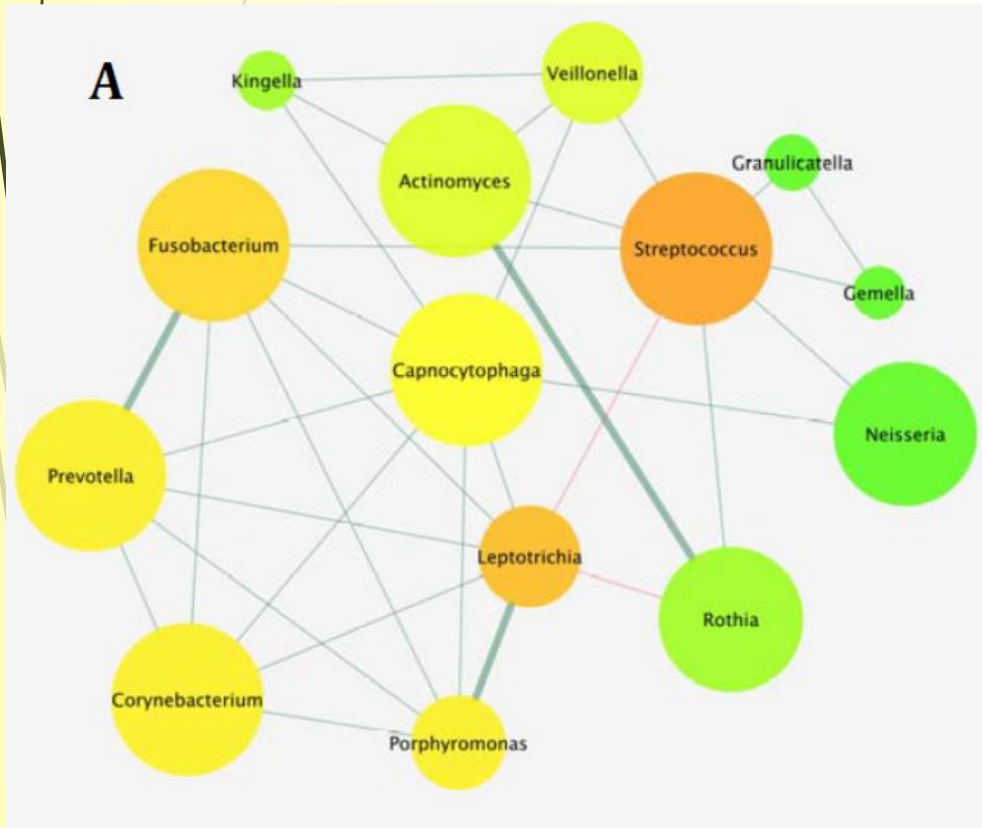 A
Kingella
Veillonella
Granulicatella
Actinomyces
Fusobacterium
Streptococcus
Gemella
Capnocytophaga
Neisseria
Prevotella
Leptotrichia
Rothia
Corynebacterium
Porphyromonas